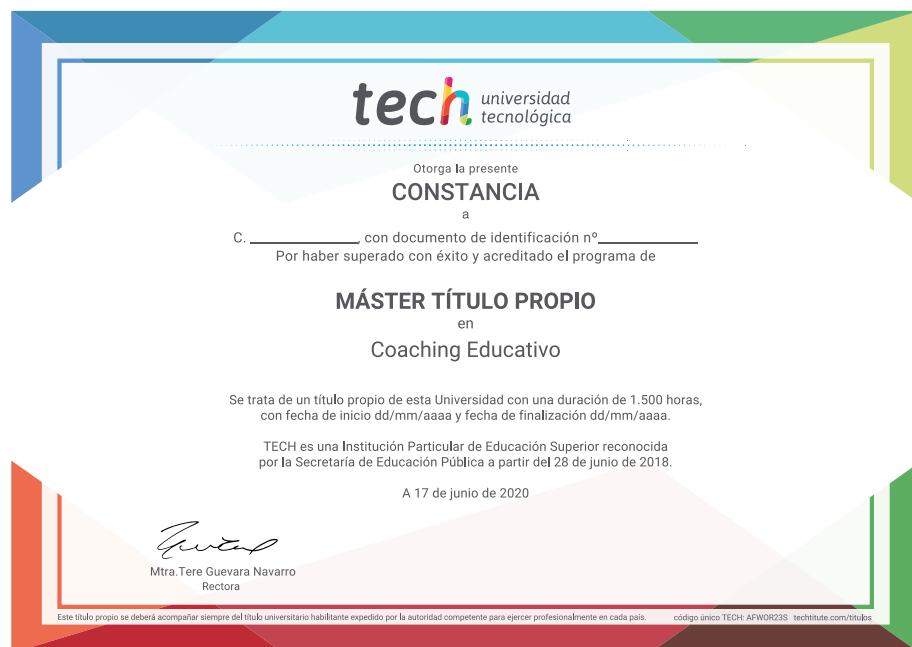 tech universidad
tecnológica
Otorga la presente
CONSTANCIA
a
C. ______________, con documento de identificación nº______________
Por haber superado con éxito y acreditado el programa de
MÁSTER TÍTULO PROPIO
en
Coaching Educativo
Se trata de un título propio de esta Universidad con una duración de 1.500 horas,
con fecha de inicio dd/mm/aaaa y fecha de finalización dd/mm/aaaa.
TECH es una Institución Particular de Educación Superior reconocida
por la Secretaría de Educación Pública a partir del 28 de junio de 2018.
A 17 de junio de 2020
Mtra.Tere Guevara Navarro
Rectora
Este título propio se deberá acompañar siempre del título universitario habilitante expedido por la autoridad competente para ejercer profesionalmente en cada país. código único TECH: AFWOR23S techtitute.com/titulos